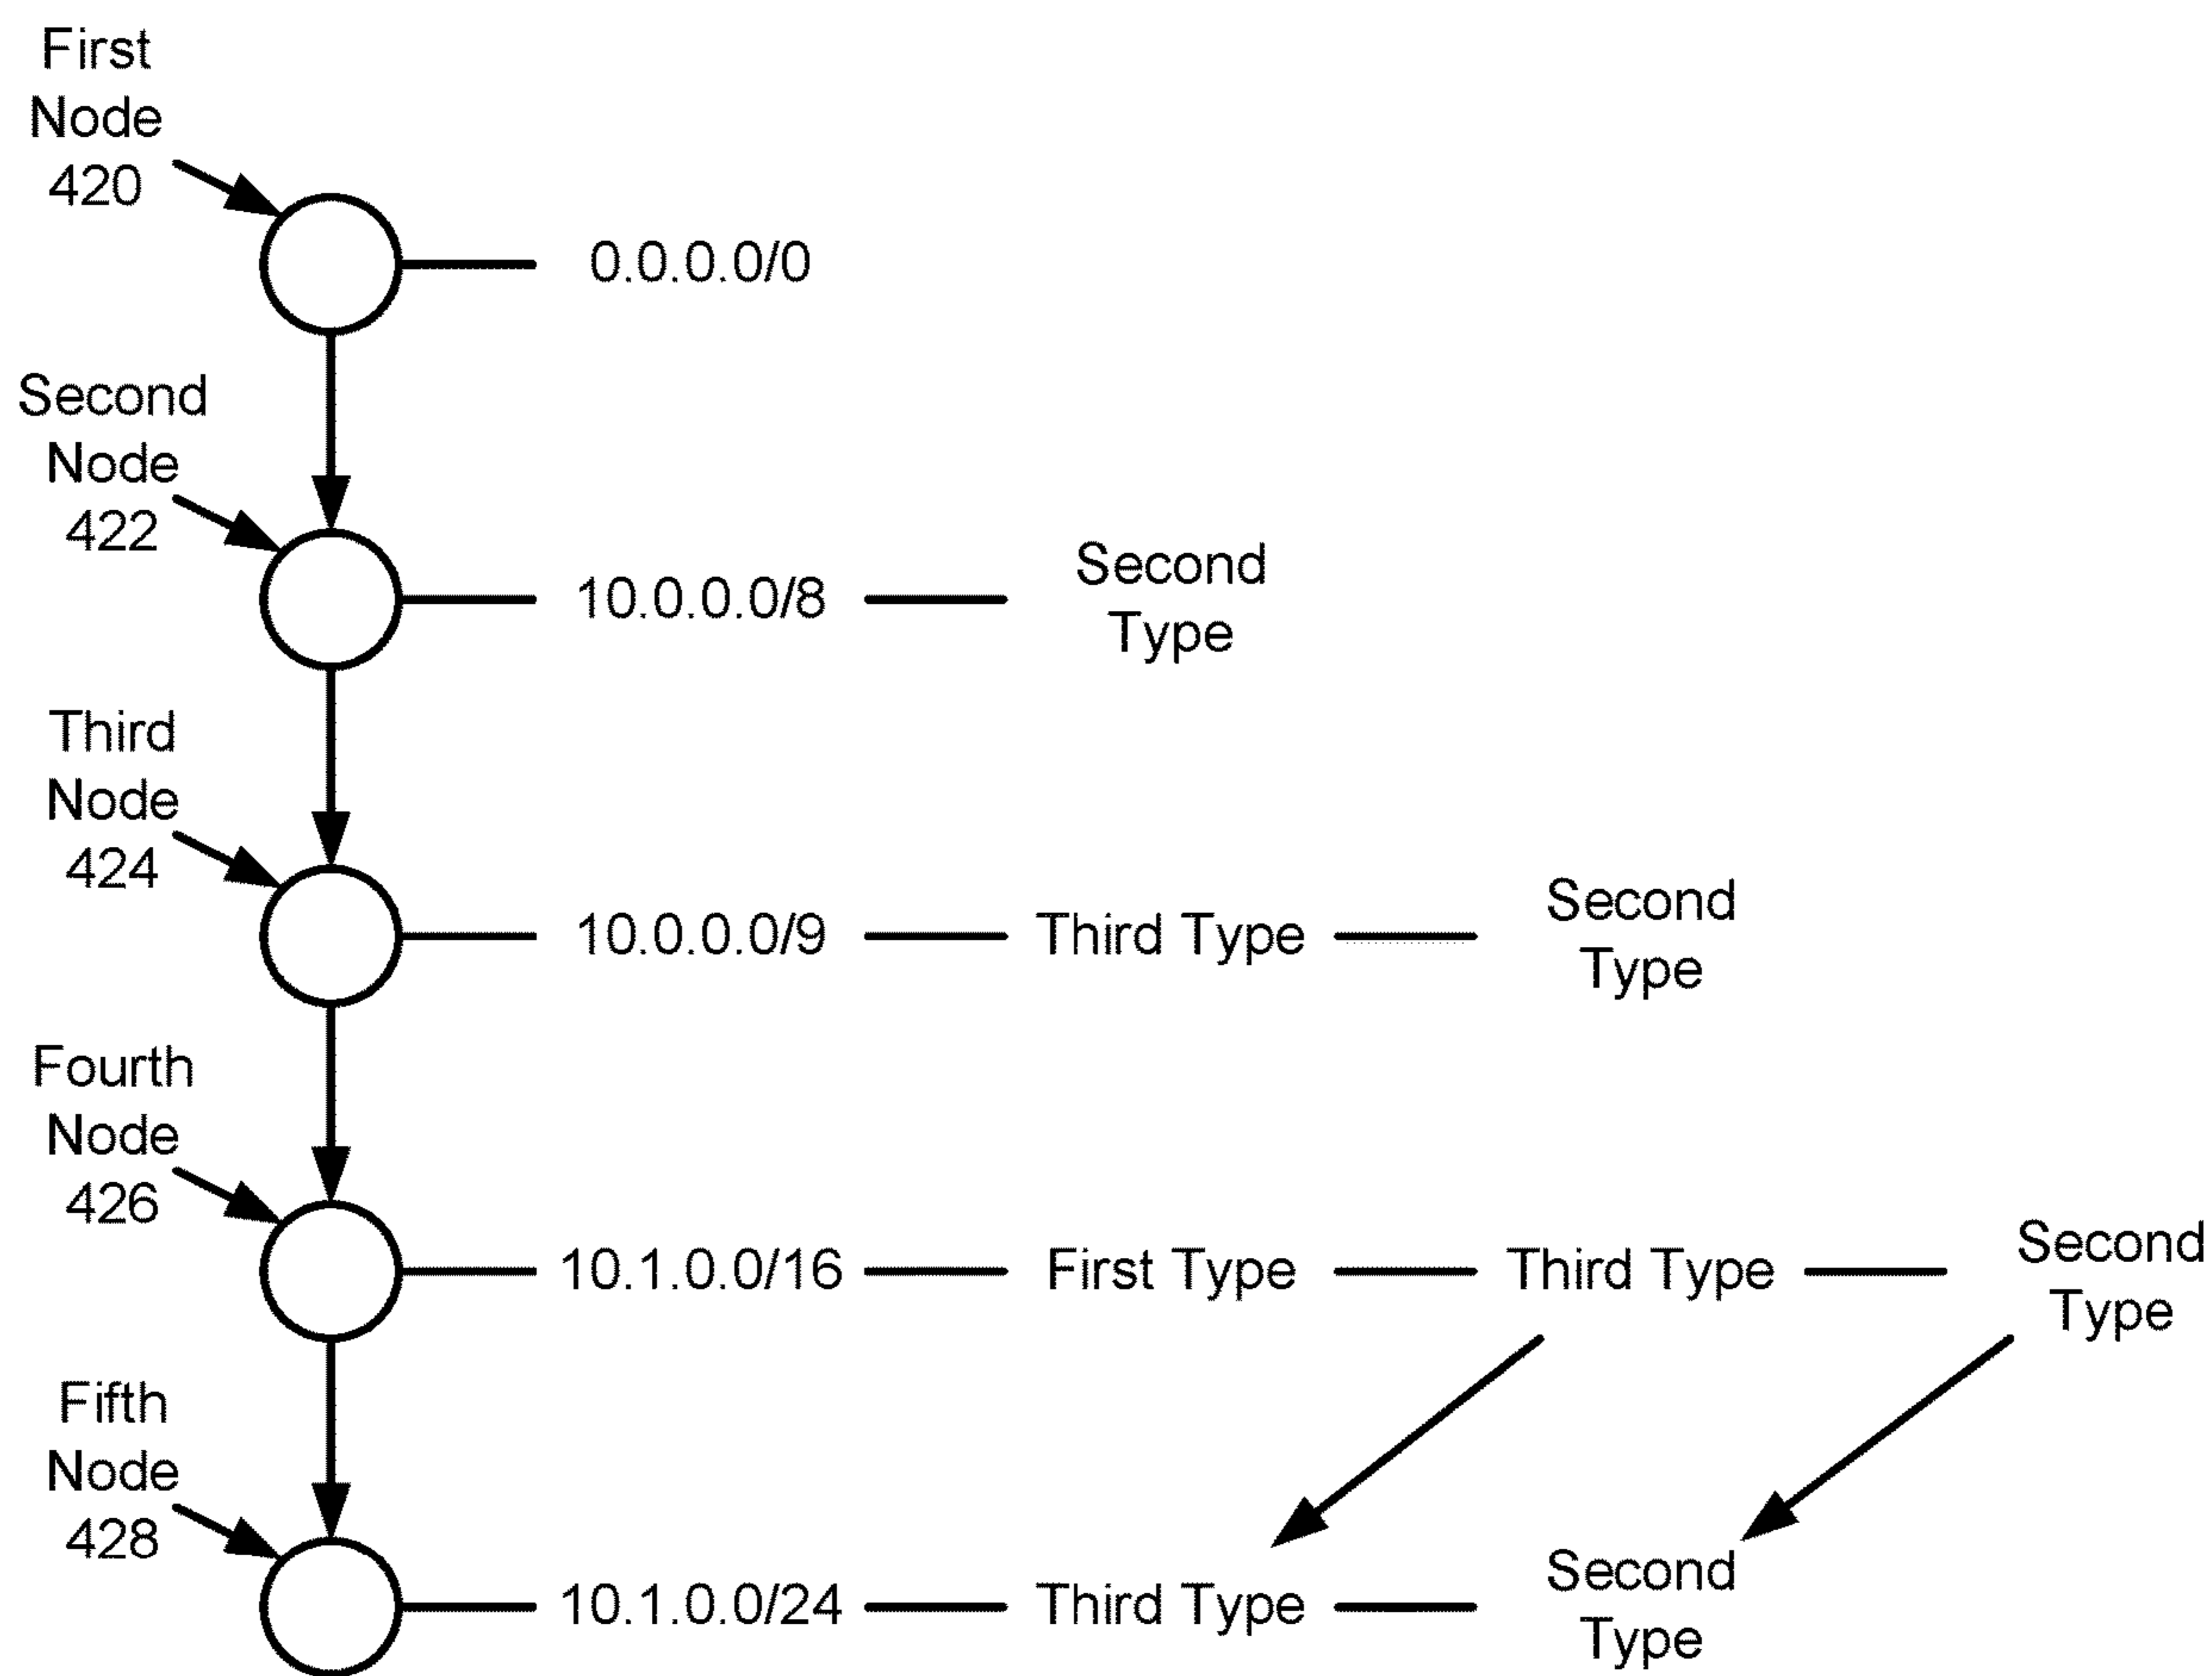 First
Node
420
0.0.0.0/0
Second
Node
422
10.0.0.0/8
Second
Type
Third
Node
424
10.0.0.0/9
Third Type
Second
Type
Fourth
Node
426
10.1.0.0/16
First Type
Third Type
Second
Type
Fifth
Node
428
10.1.0.0/24
Third Type
Second
Type